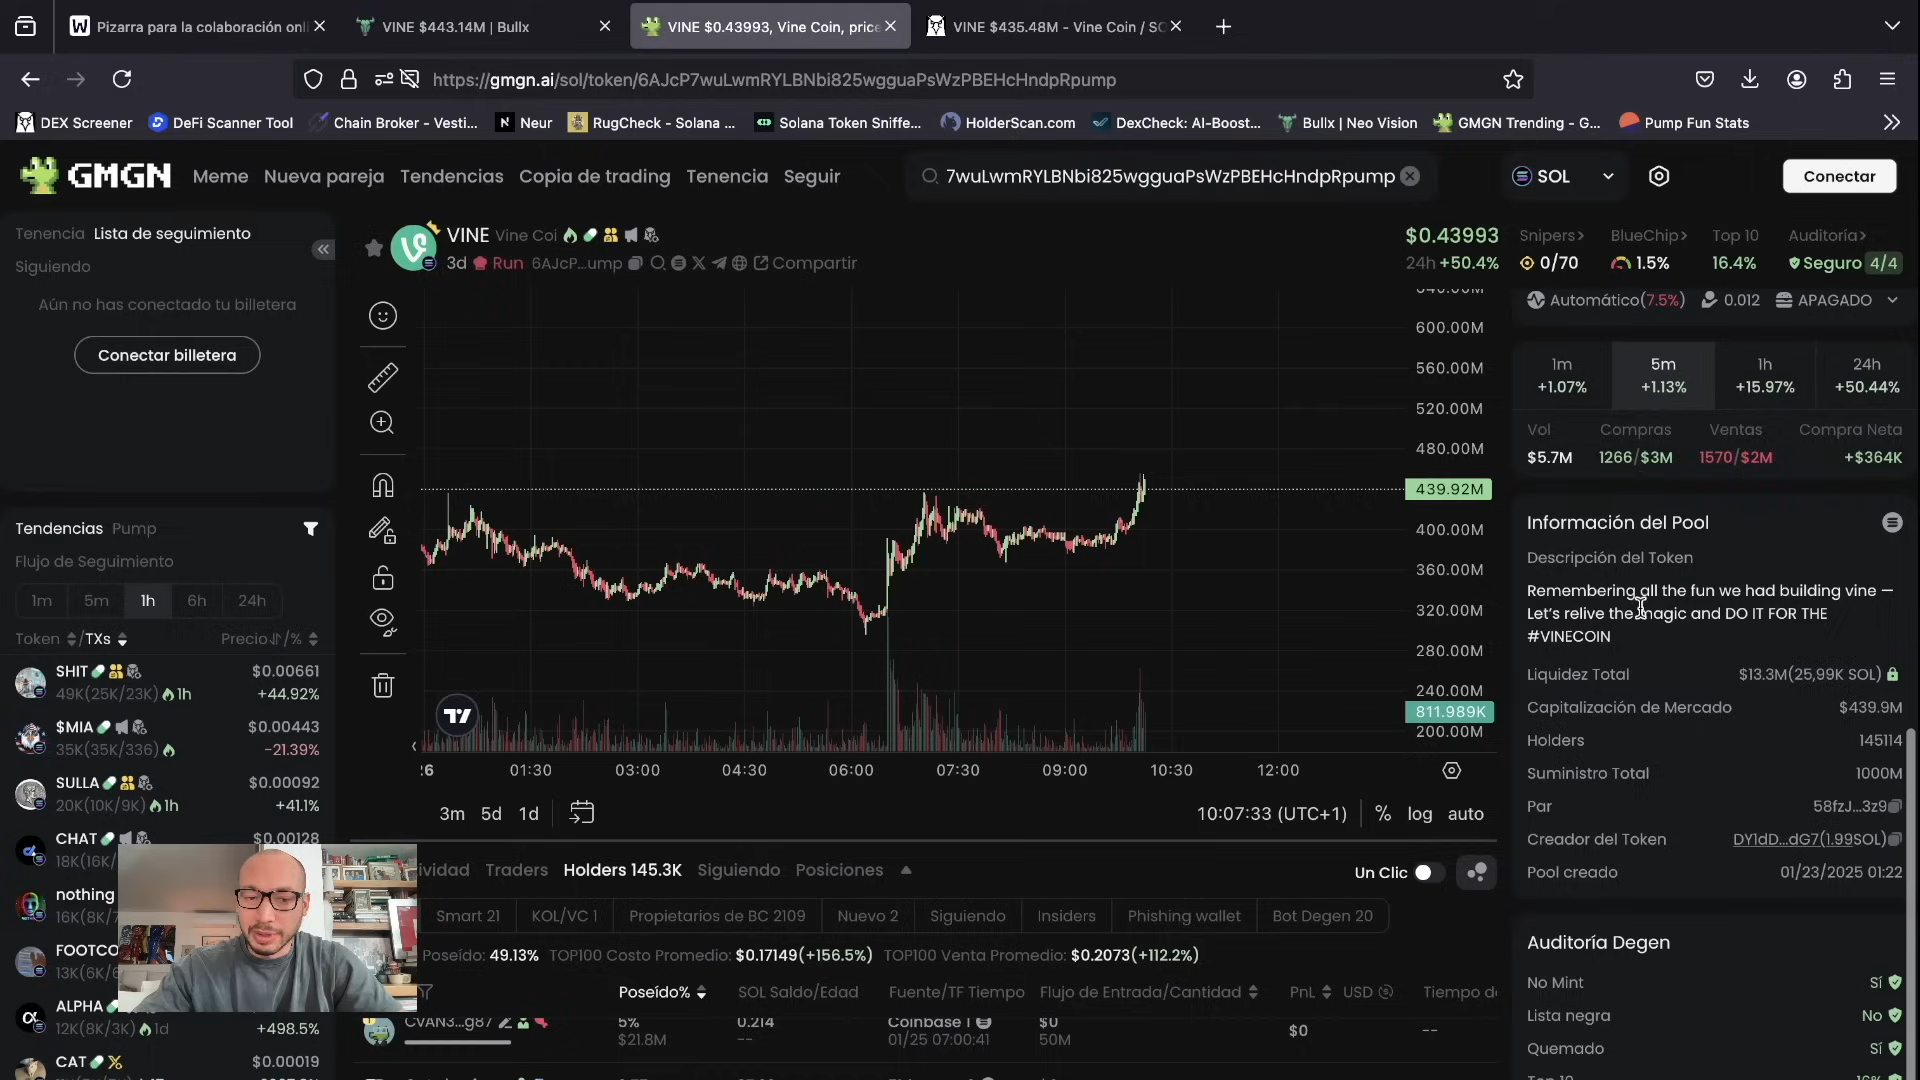 Pizarra para la colaboración onl
VINE $443.14M | Bullx
VINE $0.43993, Vine Coin, price
VINE $435.48M - Vine Coin / SO
https://gmgn.ai/sol/token/6AJcP7wuLwmRYLBNbi825wgguaPsWzPBEHcHndpRpump
DEX Screener
DeFi Scanner Tool
Chain Broker - Vesti...
Neur
RugCheck - Solana ...
Solana Token Sniffe...
HolderScan.com
DexCheck: AI-Boost...
Bullx | Neo Vision
GMGN Trending - G...
Pump Fun Stats
GMGN
Meme
Nueva pareja
Tendencias
Copia de trading
Tenencia
Seguir
7wuLwmRYLBNbi825wgguaPsWzPBEHcHndpRpump
SOL
Conectar
Tenencia Lista de seguimiento
Siguiendo
Aún no has conectado tu billetera
Conectar billetera
VINE Vine Coi
3d Run 6AJcP...ump
Compartir
$0.43993
24h +50.4%
Snipers>
0/70
BlueChip>
1.5%
Top 10
16.4%
Auditoría>
Seguro 4/4
Automático(7.5%) 0.012 APAGADO
1m 5m 1h 24h
+1.07% +1.13% +15.97% +50.44%
Vol Compras Ventas Compra Neta
$5.7M 1266/$3M 1570/$2M +$364K
600.00M
560.00M
520.00M
480.00M
439.92M
400.00M
360.00M
320.00M
280.00M
240.00M
811.989K
200.00M
26 01:30 03:00 04:30 06:00 07:30 09:00 10:30 12:00
3m 5d 1d
10:07:33 (UTC+1) % log auto
Tendencias Pump
Flujo de Seguimiento
1m 5m 1h 6h 24h
Token /TXs Precio /%
SHIT $0.00661
49K(25K/23K) 1h +44.92%
$MIA $0.00443
35K(35K/336) -21.39%
SULLA $0.00092
20K(10K/9K) 1h +41.1%
CHAT $0.00128
18K(16K/
nothing
16K(8K/7
FOOTCO
13K(6K/6
ALPHA
12K(8K/3K) 1d +498.5%
CAT $0.00019
Información del Pool
Descripción del Token
Remembering all the fun we had building vine —
Let's relive the magic and DO IT FOR THE
#VINECOIN
Liquidez Total $13.3M(25,99K SOL)
Capitalización de Mercado $439.9M
Holders 145114
Suministro Total 1000M
Par 58fzJ...3z9
Creador del Token DY1dD...dG7(1.99SOL)
Pool creado 01/23/2025 01:22
Auditoría Degen
No Mint Sí
Lista negra No
Quemado Sí
ividad Traders Holders 145.3K Siguiendo Posiciones
Un Clic
Smart 21 KOL/VC 1 Propietarios de BC 2109 Nuevo 2 Siguiendo Insiders Phishing wallet Bot Degen 20
Poseído: 49.13% TOP100 Costo Promedio: $0.17149(+156.5%) TOP100 Venta Promedio: $0.2073(+112.2%)
Poseído% SOL Saldo/Edad Fuente/TF Tiempo Flujo de Entrada/Cantidad PnL USD Tiempo d
CVAN3...g87 5% 0.214 Coinbase 1 $0 $0 --
$21.8M -- 01/25 07:00:41 50M